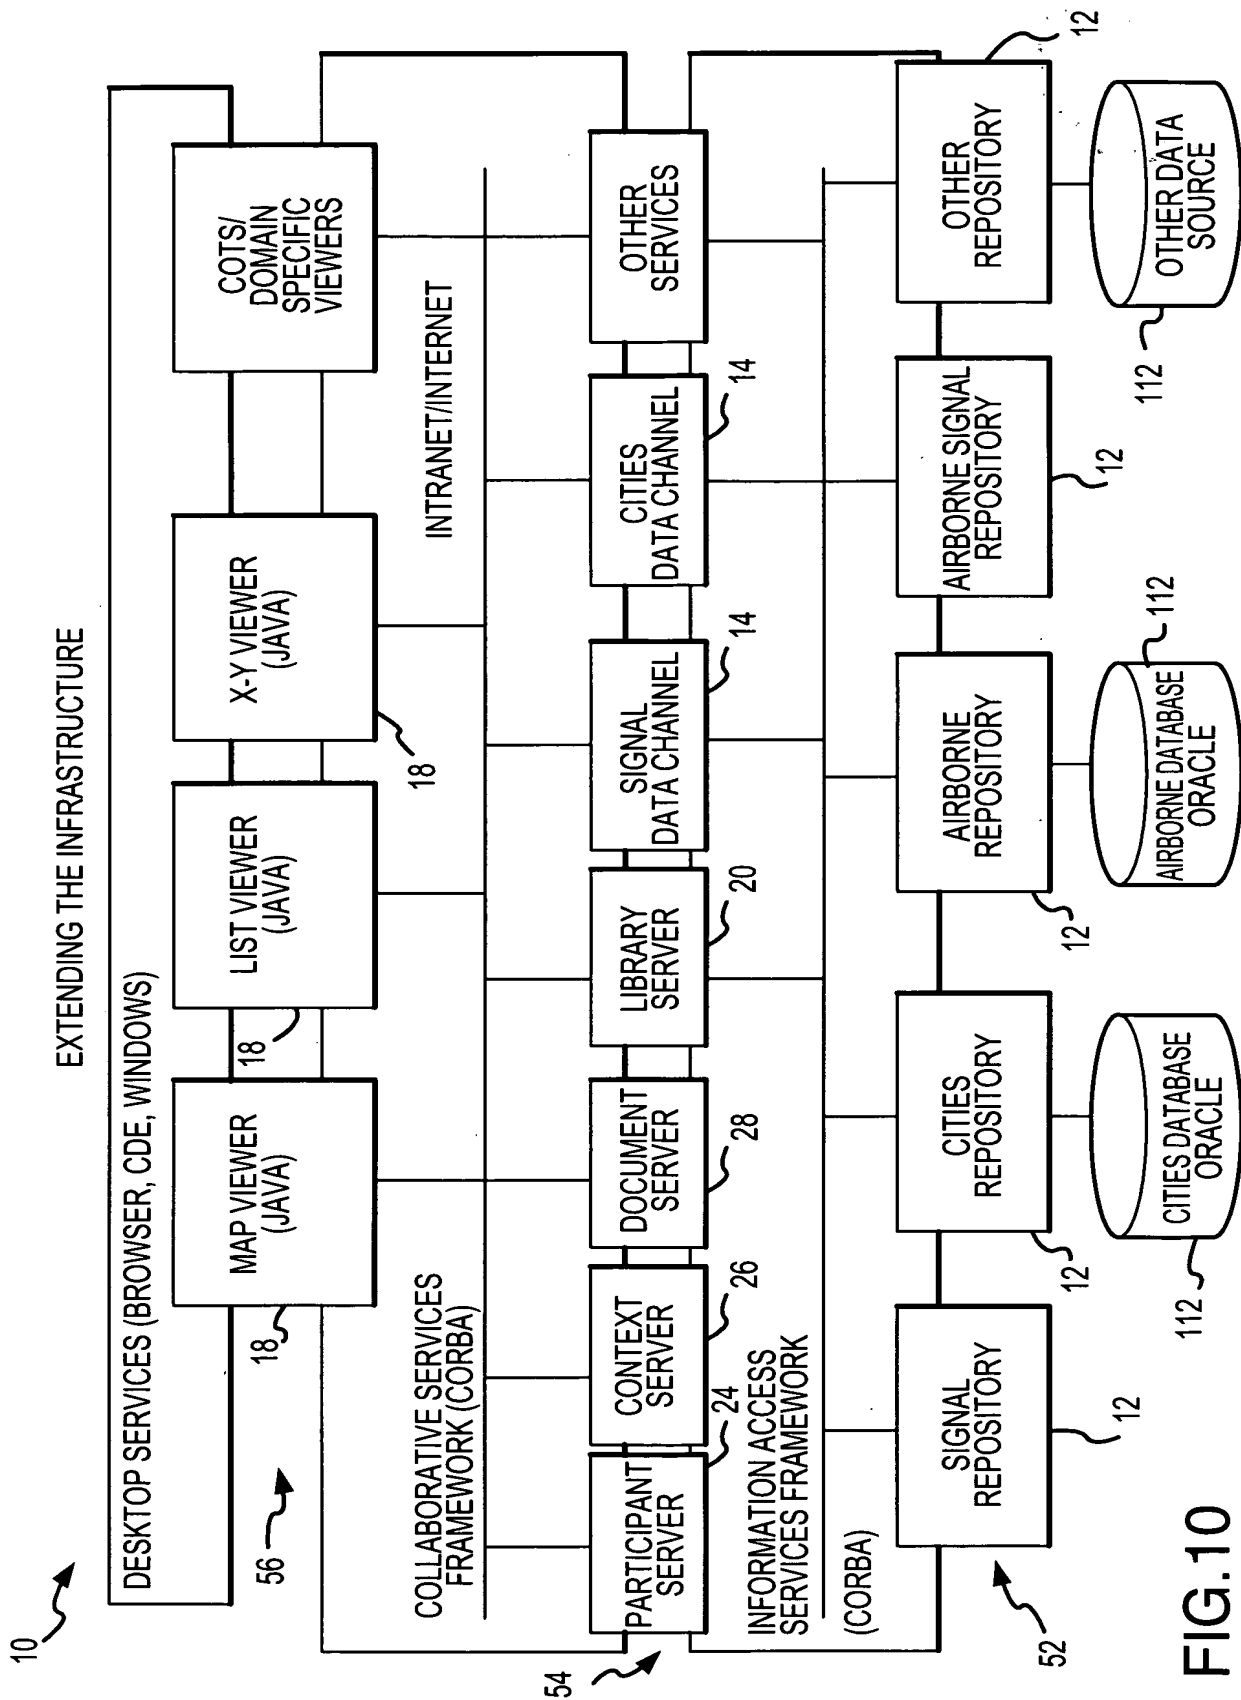 EXTENDING THE INFRASTRUCTURE
10
DESKTOP SERVICES (BROWSER, CDE, WINDOWS)
56
MAP VIEWER
(JAVA)
18
LIST VIEWER
(JAVA)
18
X-Y VIEWER
(JAVA)
18
COTS/
DOMAIN
SPECIFIC
VIEWERS
COLLABORATIVE SERVICES
FRAMEWORK (CORBA)
INTRANET/INTERNET
54
PARTICIPANT
SERVER
24
CONTEXT
SERVER
26
DOCUMENT
SERVER
28
LIBRARY
SERVER
20
SIGNAL
DATA CHANNEL
14
CITIES
DATA CHANNEL
14
OTHER
SERVICES
INFORMATION ACCESS
SERVICES FRAMEWORK
(CORBA)
52
SIGNAL
REPOSITORY
12
CITIES
REPOSITORY
12
AIRBORNE
REPOSITORY
12
AIRBORNE SIGNAL
REPOSITORY
12
OTHER
REPOSITORY
12
CITIES DATABASE
ORACLE
112
AIRBORNE DATABASE
ORACLE
112
OTHER DATA
SOURCE
112
FIG.10